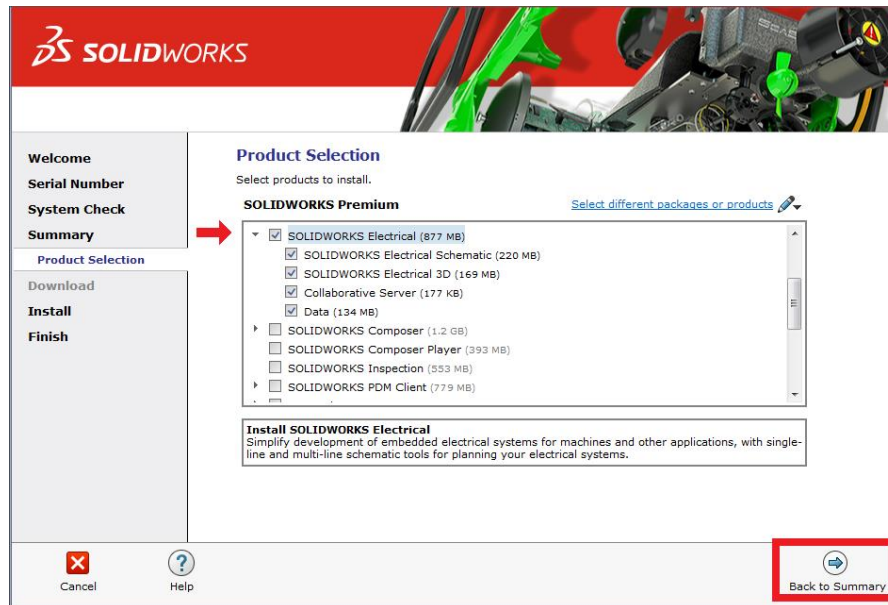 SOLIDWORKS
Welcome
Serial Number
System Check
Summary
Product Selection
Download
Install
Finish
Product Selection
Select products to install.
SOLIDWORKS Premium
Select different packages or products
SOLIDWORKS Electrical (877 MB)
SOLIDWORKS Electrical Schematic (220 MB)
SOLIDWORKS Electrical 3D (169 MB)
Collaborative Server (177 KB)
Data (134 MB)
SOLIDWORKS Composer (1.2 GB)
SOLIDWORKS Composer Player (393 MB)
SOLIDWORKS Inspection (553 MB)
SOLIDWORKS PDM Client (779 MB)
Install SOLIDWORKS Electrical
Simplify development of embedded electrical systems for machines and other applications, with single-
line and multi-line schematic tools for planning your electrical systems.
Cancel
Help
Back to Summary